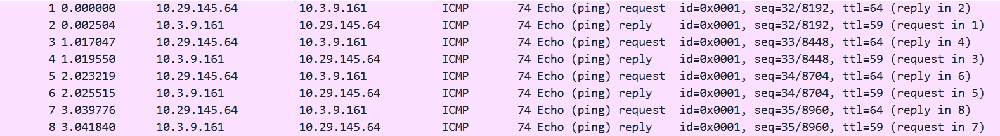 1 0.000000 10.29.145.64 10.3.9.161 ICMP 74 Echo (ping) request id=0x0001, seq=32/8192, ttl=64 (reply in 2)
2 0.002504 10.3.9.161 10.29.145.64 ICMP 74 Echo (ping) reply id=0x0001, seq=32/8192, ttl=59 (request in 1)
3 1.017047 10.29.145.64 10.3.9.161 ICMP 74 Echo (ping) request id=0x0001, seq=33/8448, ttl=64 (reply in 4)
4 1.019550 10.3.9.161 10.29.145.64 ICMP 74 Echo (ping) reply id=0x0001, seq=33/8448, ttl=59 (request in 3)
5 2.023219 10.29.145.64 10.3.9.161 ICMP 74 Echo (ping) request id=0x0001, seq=34/8704, ttl=64 (reply in 6)
6 2.025515 10.3.9.161 10.29.145.64 ICMP 74 Echo (ping) reply id=0x0001, seq=34/8704, ttl=59 (request in 5)
7 3.039776 10.29.145.64 10.3.9.161 ICMP 74 Echo (ping) request id=0x0001, seq=35/8960, ttl=64 (reply in 8)
8 3.041840 10.3.9.161 10.29.145.64 ICMP 74 Echo (ping) reply id=0x0001, seq=35/8960, ttl=59 (request in 7)